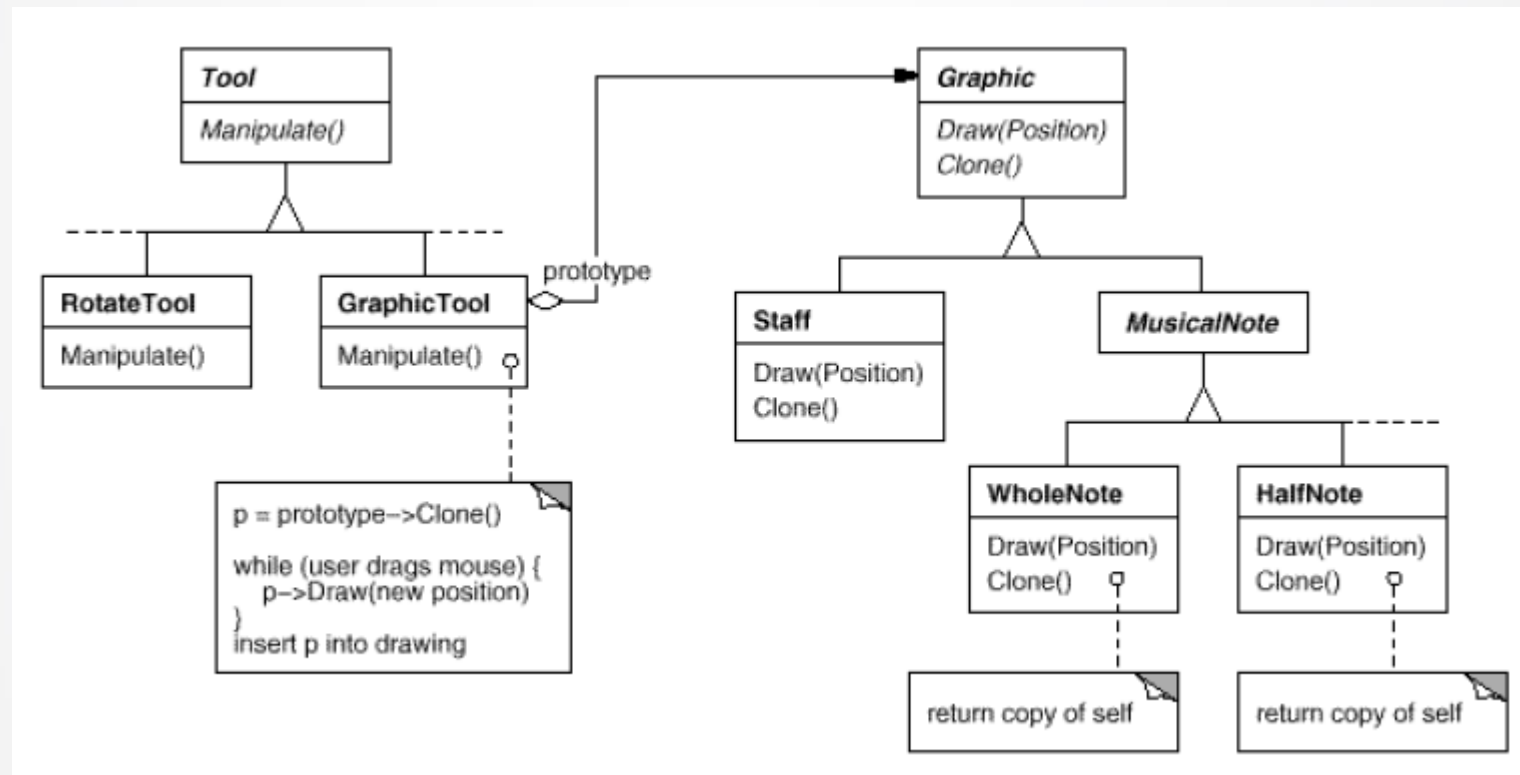 Tool
Manipulate()
Graphic
Draw(Position)
Clone()
prototype
RotateTool
Manipulate()
GraphicTool
Manipulate()
Staff
Draw(Position)
Clone()
MusicalNote
p = prototype–>Clone()
while (user drags mouse) {
p–>Draw(new position)
}
insert p into drawing
WholeNote
Draw(Position)
Clone()
HalfNote
Draw(Position)
Clone()
return copy of self
return copy of self